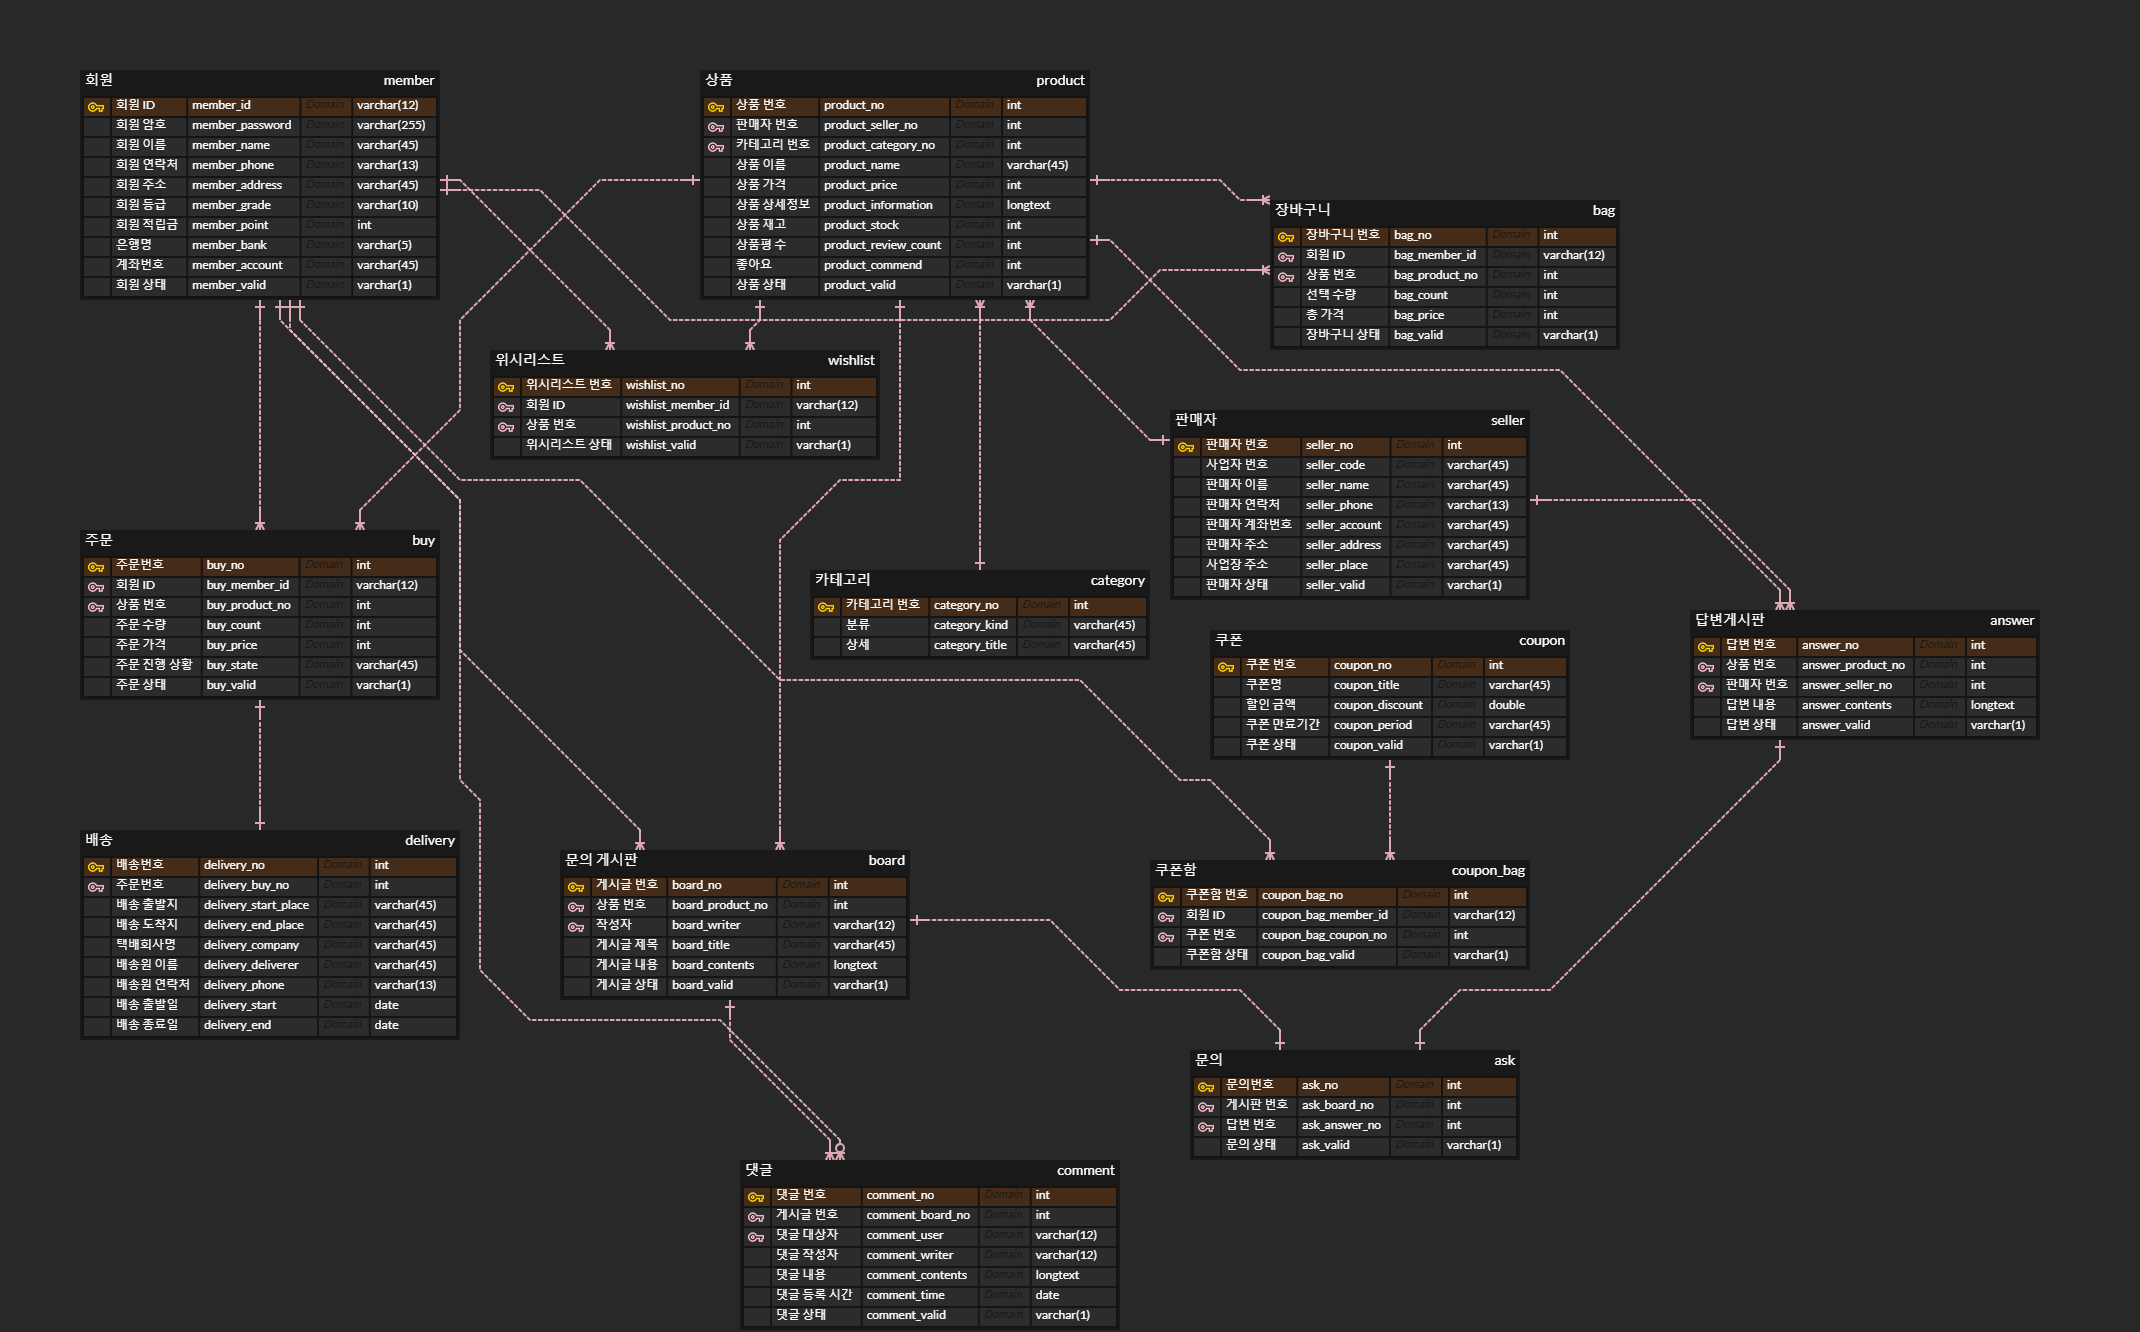 회원 member
회원 ID member_id Domain varchar(12)
회원 암호 member_password Domain varchar(255)
회원 이름 member_name Domain varchar(45)
회원 연락처 member_phone Domain varchar(13)
회원 주소 member_address Domain varchar(45)
회원 등급 member_grade Domain varchar(10)
회원 적립금 member_point Domain int
은행명 member_bank Domain varchar(5)
계좌번호 member_account Domain varchar(45)
회원 상태 member_valid Domain varchar(1)
상품 product
상품 번호 product_no Domain int
판매자 번호 product_seller_no Domain int
카테고리 번호 product_category_no Domain int
상품 이름 product_name Domain varchar(45)
상품 가격 product_price Domain int
상품 상세정보 product_information Domain longtext
상품 재고 product_stock Domain int
상품평 수 product_review_count Domain int
좋아요 product_commend Domain int
상품 상태 product_valid Domain varchar(1)
장바구니 bag
장바구니 번호 bag_no Domain int
회원 ID bag_member_id Domain varchar(12)
상품 번호 bag_product_no Domain int
선택 수량 bag_count Domain int
총 가격 bag_price Domain int
장바구니 상태 bag_valid Domain varchar(1)
위시리스트 wishlist
위시리스트 번호 wishlist_no Domain int
회원 ID wishlist_member_id Domain varchar(12)
상품 번호 wishlist_product_no Domain int
위시리스트 상태 wishlist_valid Domain varchar(1)
판매자 seller
판매자 번호 seller_no Domain int
사업자 번호 seller_code Domain varchar(45)
판매자 이름 seller_name Domain varchar(45)
판매자 연락처 seller_phone Domain varchar(13)
판매자 계좌번호 seller_account Domain varchar(45)
판매자 주소 seller_address Domain varchar(45)
사업장 주소 seller_place Domain varchar(45)
판매자 상태 seller_valid Domain varchar(1)
주문 buy
주문번호 buy_no Domain int
회원 ID buy_member_id Domain varchar(12)
상품 번호 buy_product_no Domain int
주문 수량 buy_count Domain int
주문 가격 buy_price Domain int
주문 진행 상황 buy_state Domain varchar(45)
주문 상태 buy_valid Domain varchar(1)
카테고리 category
카테고리 번호 category_no Domain int
분류 category_kind Domain varchar(45)
상세 category_title Domain varchar(45)
쿠폰 coupon
쿠폰 번호 coupon_no Domain int
쿠폰명 coupon_title Domain varchar(45)
할인 금액 coupon_discount Domain double
쿠폰 만료기간 coupon_period Domain varchar(45)
쿠폰 상태 coupon_valid Domain varchar(1)
답변게시판 answer
답변 번호 answer_no Domain int
상품 번호 answer_product_no Domain int
판매자 번호 answer_seller_no Domain int
답변 내용 answer_contents Domain longtext
답변 상태 answer_valid Domain varchar(1)
배송 delivery
배송번호 delivery_no Domain int
주문번호 delivery_buy_no Domain int
배송 출발지 delivery_start_place Domain varchar(45)
배송 도착지 delivery_end_place Domain varchar(45)
택배회사명 delivery_company Domain varchar(45)
배송원 이름 delivery_deliverer Domain varchar(45)
배송원 연락처 delivery_phone Domain varchar(13)
배송 출발일 delivery_start Domain date
배송 종료일 delivery_end Domain date
문의 게시판 board
게시글 번호 board_no Domain int
상품 번호 board_product_no Domain int
작성자 board_writer Domain varchar(12)
게시글 제목 board_title Domain varchar(45)
게시글 내용 board_contents Domain longtext
게시글 상태 board_valid Domain varchar(1)
쿠폰함 coupon_bag
쿠폰함 번호 coupon_bag_no Domain int
회원 ID coupon_bag_member_id Domain varchar(12)
쿠폰 번호 coupon_bag_coupon_no Domain int
쿠폰함 상태 coupon_bag_valid Domain varchar(1)
문의 ask
문의번호 ask_no Domain int
게시판 번호 ask_board_no Domain int
답변 번호 ask_answer_no Domain int
문의 상태 ask_valid Domain varchar(1)
댓글 comment
댓글 번호 comment_no Domain int
게시글 번호 comment_board_no Domain int
댓글 대상자 comment_user Domain varchar(12)
댓글 작성자 comment_writer Domain varchar(12)
댓글 내용 comment_contents Domain longtext
댓글 등록 시간 comment_time Domain date
댓글 상태 comment_valid Domain varchar(1)